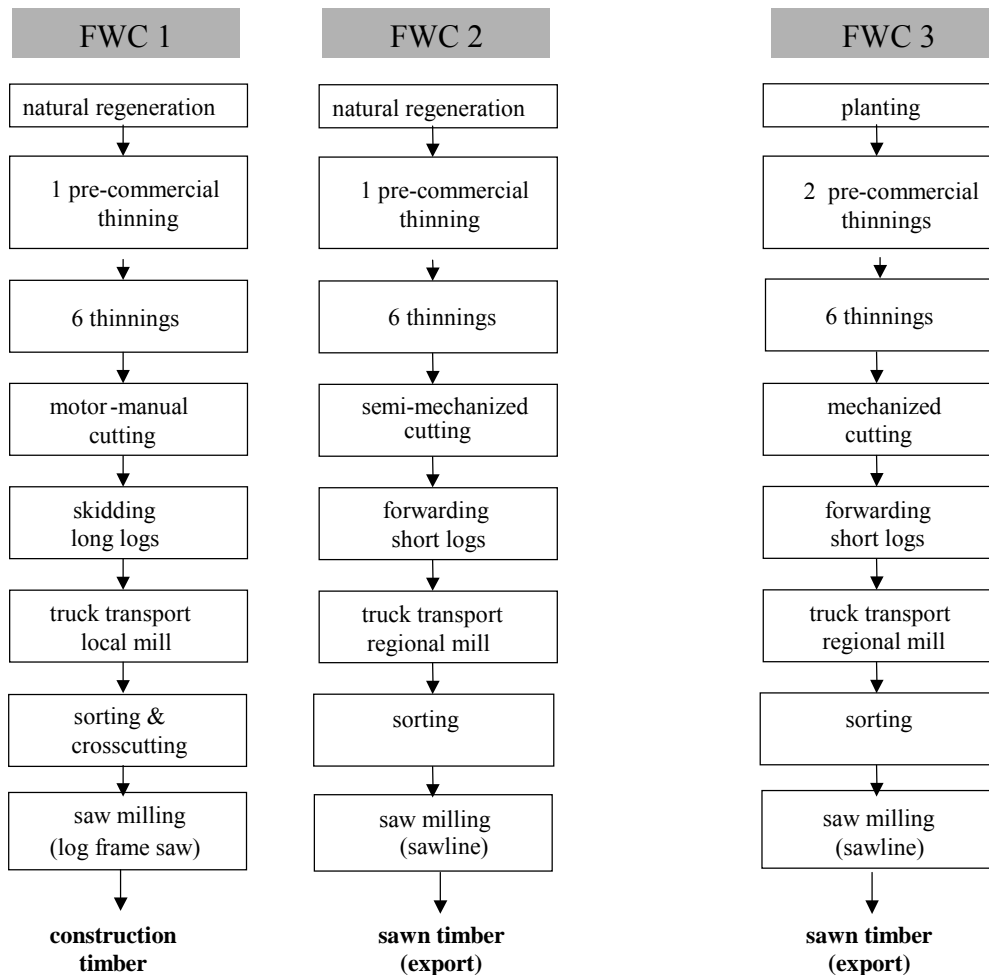 FWC 1
natural regeneration
1 pre-commercial
thinning
6 thinnings
motor-manual
cutting
skidding
long logs
truck transport
local mill
sorting &
crosscutting
saw milling
(log frame saw)
construction
timber
FWC 2
natural regeneration
1 pre-commercial
thinning
6 thinnings
semi-mechanized
cutting
forwarding
short logs
truck transport
regional mill
sorting
saw milling
(sawline)
sawn timber
(export)
FWC 3
planting
2 pre-commercial
thinnings
6 thinnings
mechanized
cutting
forwarding
short logs
truck transport
regional mill
sorting
saw milling
(sawline)
sawn timber
(export)